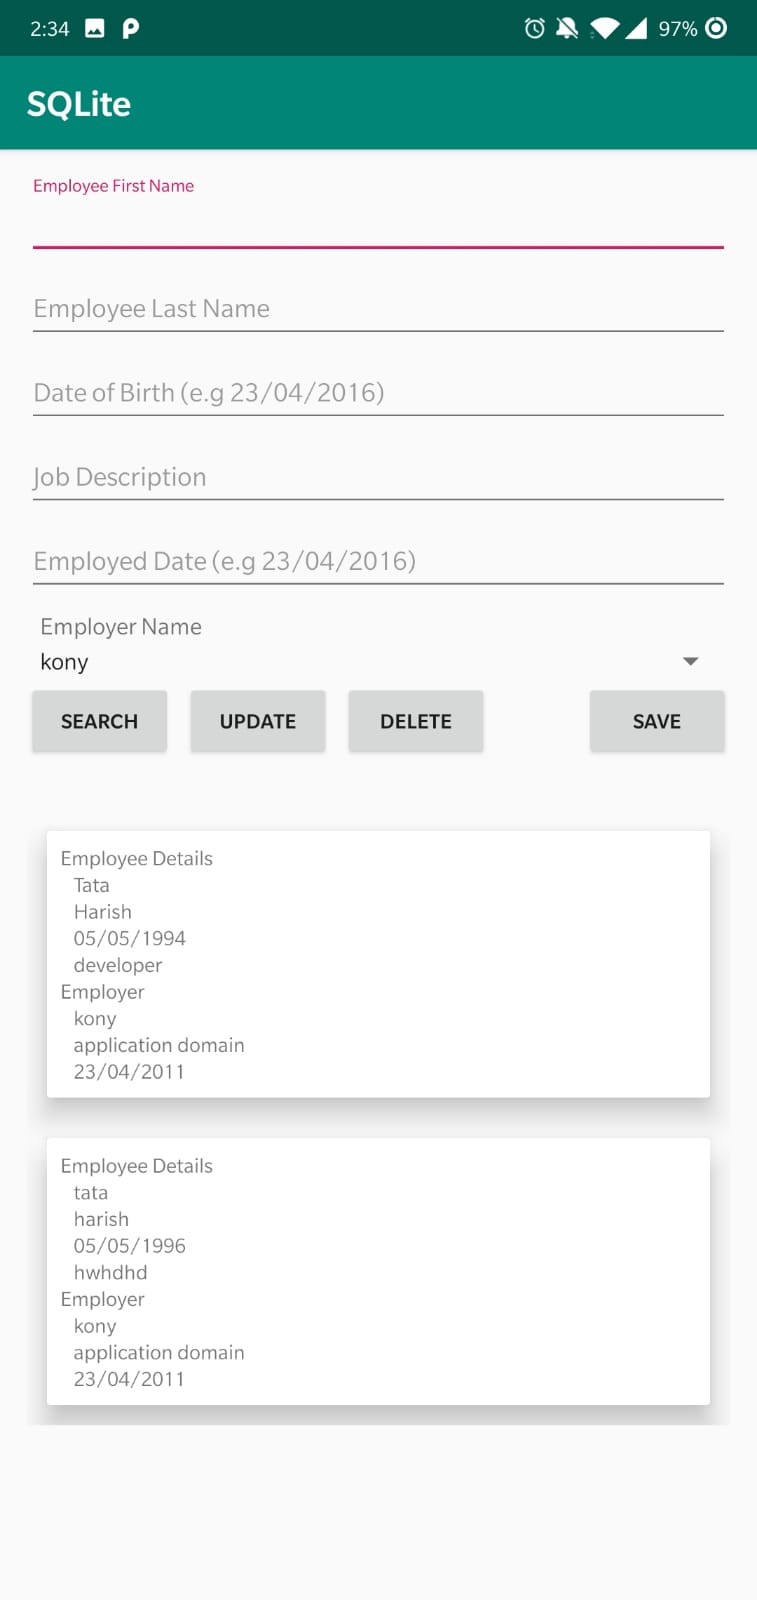 2:34 97%
SQLite
Employee First Name
Employee Last Name
Date of Birth (e.g 23/04/2016)
Job Description
Employed Date (e.g 23/04/2016)
Employer Name
kony
SEARCH UPDATE DELETE SAVE
Employee Details
Tata
Harish
05/05/1994
developer
Employer
kony
application domain
23/04/2011
Employee Details
tata
harish
05/05/1996
hwhdhd
Employer
kony
application domain
23/04/2011